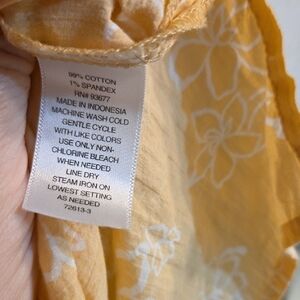 99% COTTON
1% SPANDEX
RN# 93677
MADE IN INDONESIA
MACHINE WASH COLD
GENTLE CYCLE
WITH LIKE COLORS
USE ONLY NON-
CHLORINE BLEACH
WHEN NEEDED
LINE DRY
STEAM IRON ON
LOWEST SETTING
AS NEEDED
72613-3